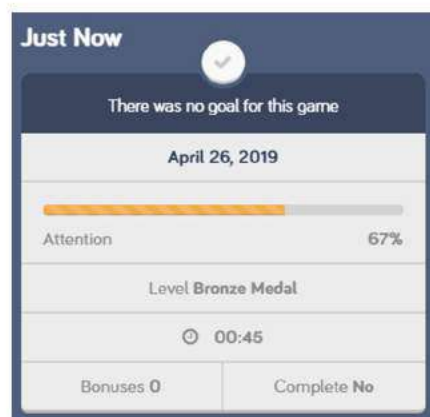 Just Now
There was no goal for this game
April 26, 2019
Attention 67%
Level Bronze Medal
00:45
Bonuses 0 Complete No